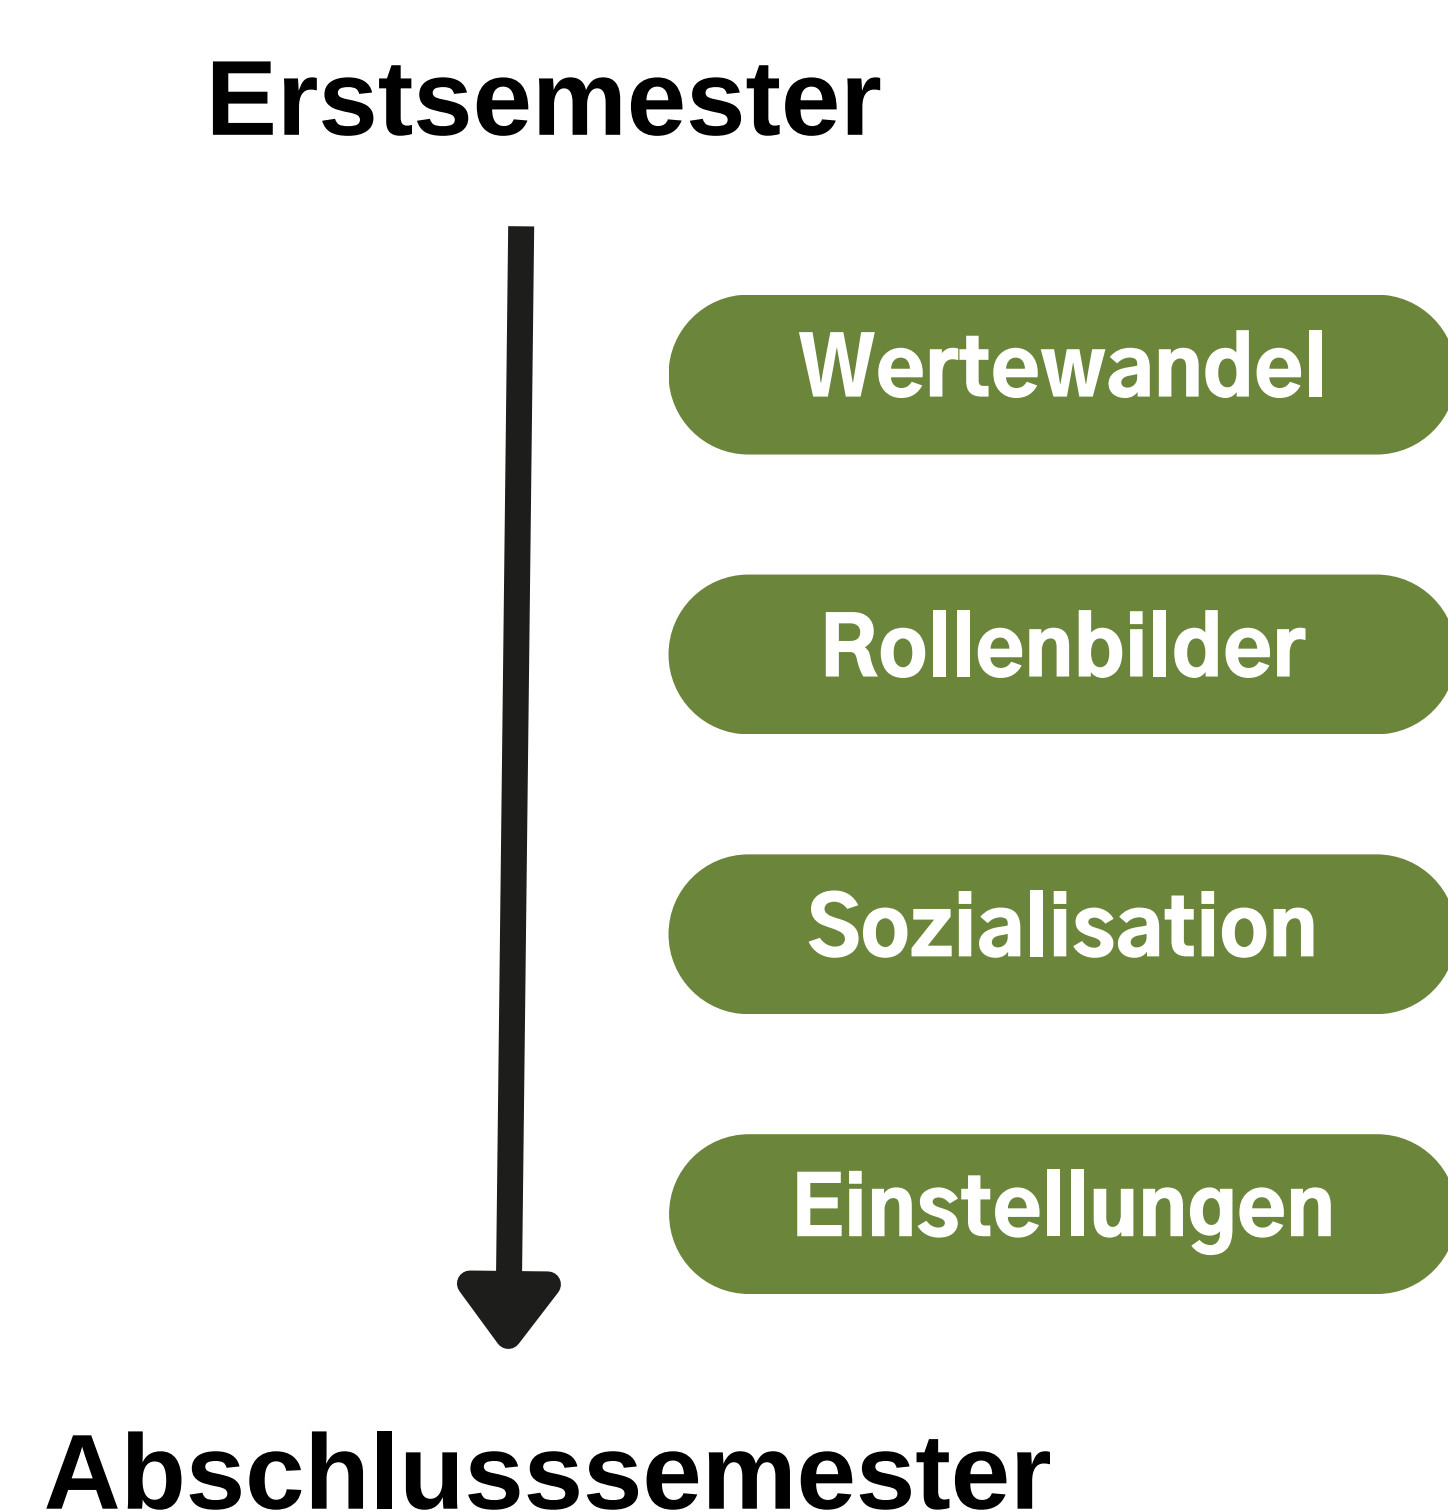 Erstsemester
Wertewandel
Rollenbilder
Sozialisation
Einstellungen
Abschlusssemester